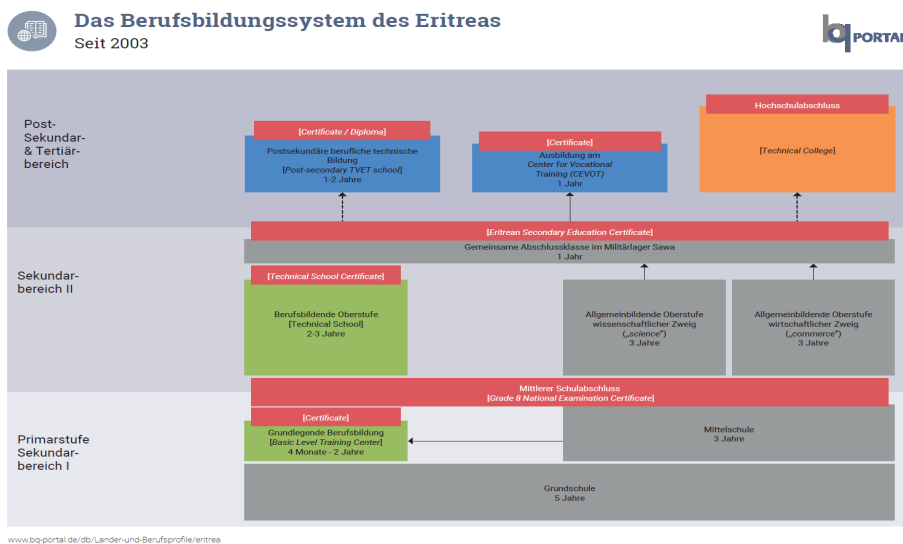 Das Berufsbildungssystem des Eritreas
Seit 2003
bq PORTAL
Post-
Sekundar-
& Tertiär-
bereich
[Certificate / Diploma]
Postsekundäre berufliche technische
Bildung
[Post-secondary TVET school]
1-2 Jahre
[Certificate]
Ausbildung am
Center for Vocational
Training (CEVOT)
1 Jahr
Hochschulabschluss
[Technical College]
Sekundar-
bereich II
[Eritrean Secondary Education Certificate]
Gemeinsame Abschlussklasse im Militärlager Sawa
1 Jahr
[Technical School Certificate]
Berufsbildende Oberstufe
[Technical School]
2-3 Jahre
Allgemeinbildende Oberstufe
wissenschaftlicher Zweig
(„science“)
3 Jahre
Allgemeinbildende Oberstufe
wirtschaftlicher Zweig
(„commerce“)
3 Jahre
Primarstufe
Sekundar-
bereich I
Mittlerer Schulabschluss
[Grade 8 National Examination Certificate]
[Certificate]
Grundlegende Berufsbildung
[Basic Level Training Center]
4 Monate - 2 Jahre
Mittelschule
3 Jahre
Grundschule
5 Jahre
www.bq-portal.de/db/Lander-und-Berufsprofile/eritrea